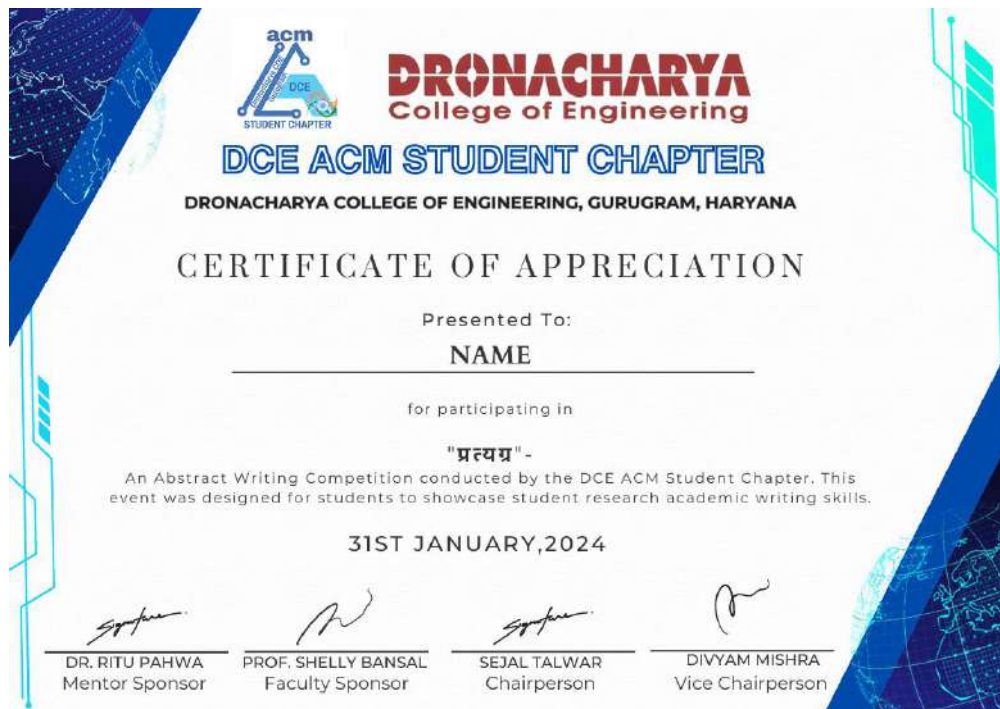 acm
DCE
STUDENT CHAPTER
DRONACHARYA
College of Engineering
DCE ACM STUDENT CHAPTER
DRONACHARYA COLLEGE OF ENGINEERING, GURUGRAM, HARYANA
CERTIFICATE OF APPRECIATION
Presented To:
NAME
for participating in
"प्रत्यग्र"-
An Abstract Writing Competition conducted by the DCE ACM Student Chapter. This
event was designed for students to showcase student research academic writing skills.
31ST JANUARY,2024
Signature Signature
DR. RITU PAHWA PROF. SHELLY BANSAL SEJAL TALWAR DIVYAM MISHRA
Mentor Sponsor Faculty Sponsor Chairperson Vice Chairperson